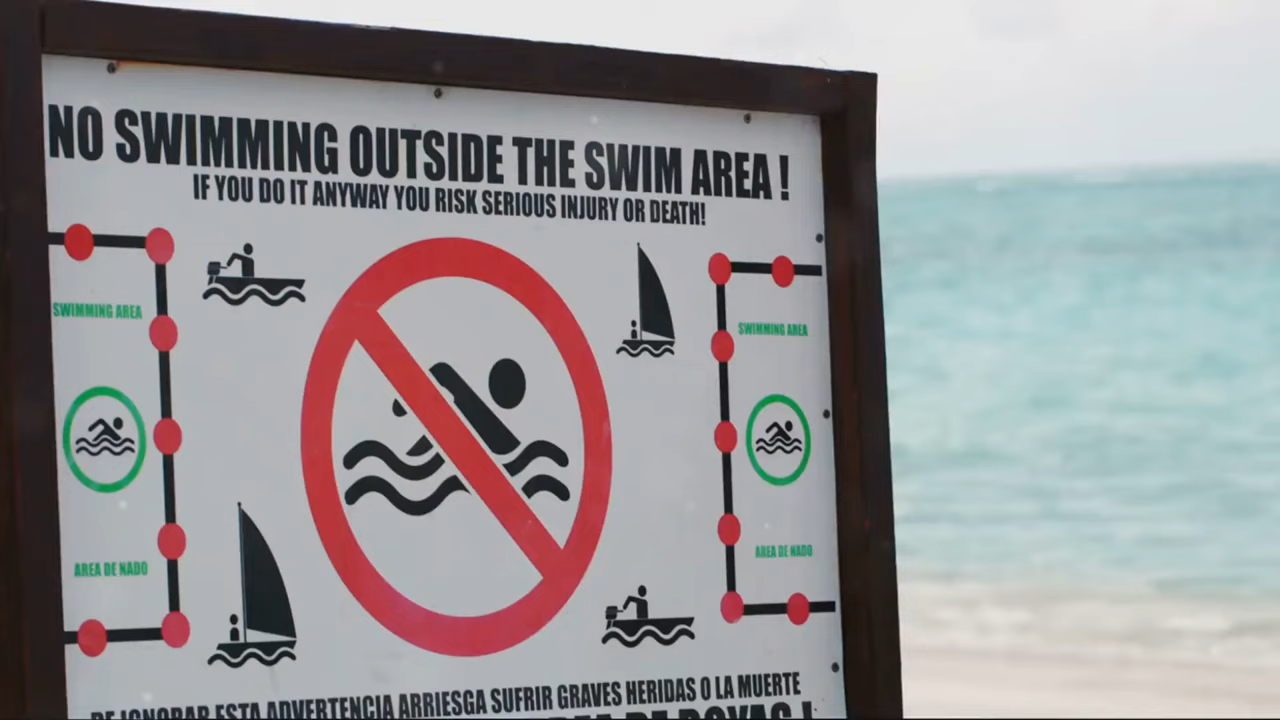 NO SWIMMING OUTSIDE THE SWIM AREA !
IF YOU DO IT ANYWAY YOU RISK SERIOUS INJURY OR DEATH!
SWIMMING AREA
SWIMMING AREA
AREA DE NADO
AREA DE NADO
DE IGNORAR ESTA ADVERTENCIA ARRIESGA SUFRIR GRAVES HERIDAS O LA MUERTE